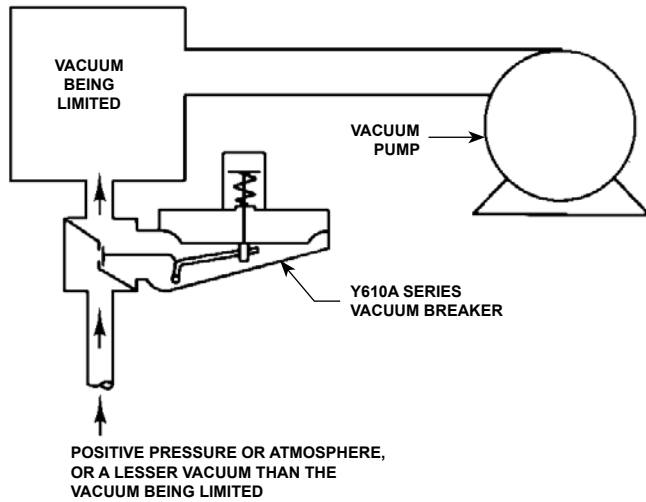 VACUUM
BEING
LIMITED
VACUUM
PUMP
Y610A SERIES
VACUUM BREAKER
POSITIVE PRESSURE OR ATMOSPHERE,
OR A LESSER VACUUM THAN THE
VACUUM BEING LIMITED